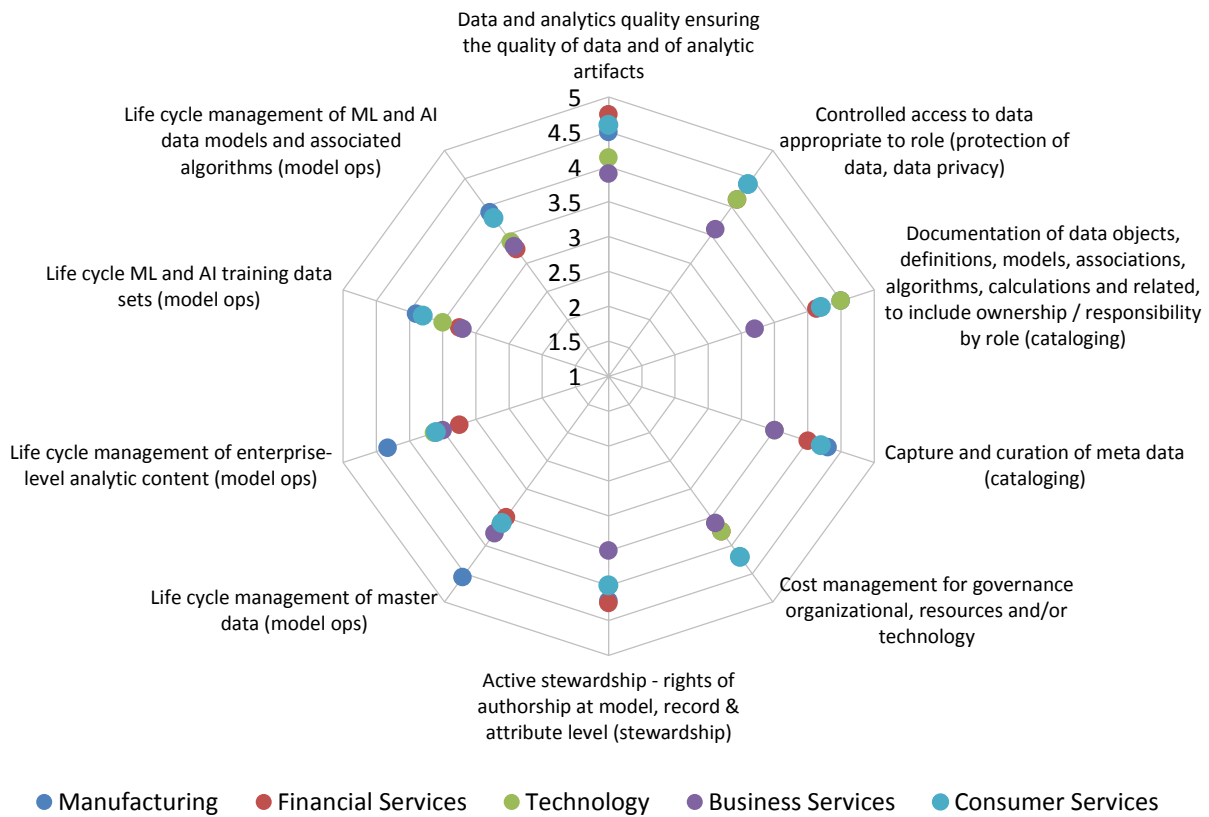 Data and analytics quality ensuring
the quality of data and of analytic
artifacts
Controlled access to data
appropriate to role (protection of
data, data privacy)
Documentation of data objects,
definitions, models, associations,
algorithms, calculations and related,
to include ownership / responsibility
by role (cataloging)
Capture and curation of meta data
(cataloging)
Cost management for governance
organizational, resources and/or
technology
Active stewardship - rights of
authorship at model, record &
attribute level (stewardship)
Life cycle management of master
data (model ops)
Life cycle management of enterprise-
level analytic content (model ops)
Life cycle ML and AI training data
sets (model ops)
Life cycle management of ML and AI
data models and associated
algorithms (model ops)
5
4.5
4
3.5
3
2.5
2
1.5
1
Manufacturing
Financial Services
Technology
Business Services
Consumer Services